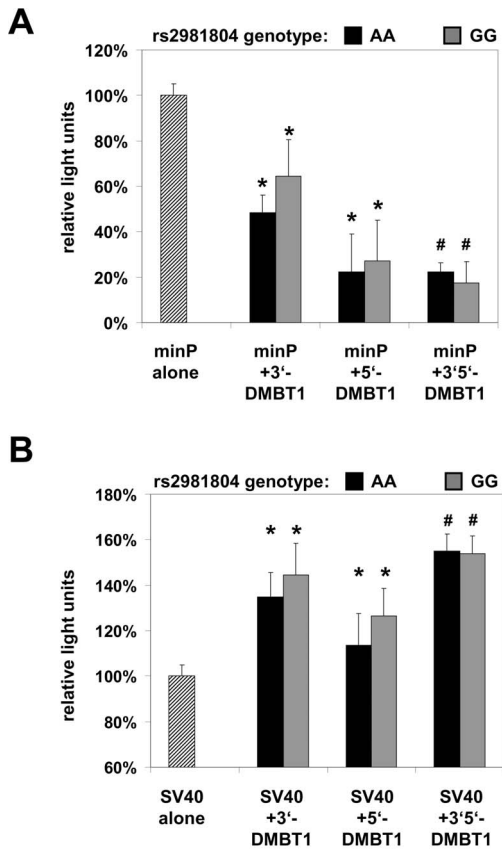 A
rs2981804 genotype: AA GG
120%
100%
80%
60%
40%
20%
0%
relative light units
* * * * # #
minP alone
minP +3‘-DMBT1
minP +5‘-DMBT1
minP +3‘5‘-DMBT1
B
rs2981804 genotype: AA GG
180%
160%
140%
120%
100%
80%
60%
relative light units
* * * * # #
SV40 alone
SV40 +3‘-DMBT1
SV40 +5‘-DMBT1
SV40 +3‘5‘-DMBT1